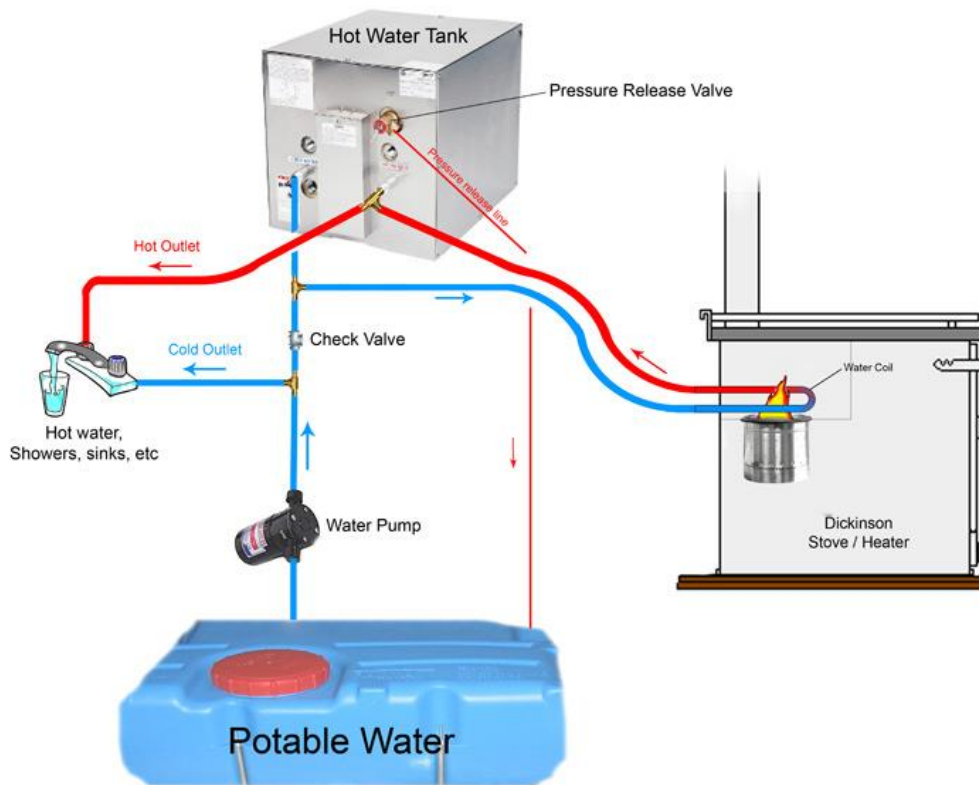 Hot Water Tank
Pressure Release Valve
Pressure release line
Hot Outlet
Check Valve
Cold Outlet
Water Coil
Hot water,
Showers, sinks, etc
Water Pump
Dickinson
Stove / Heater
Potable Water